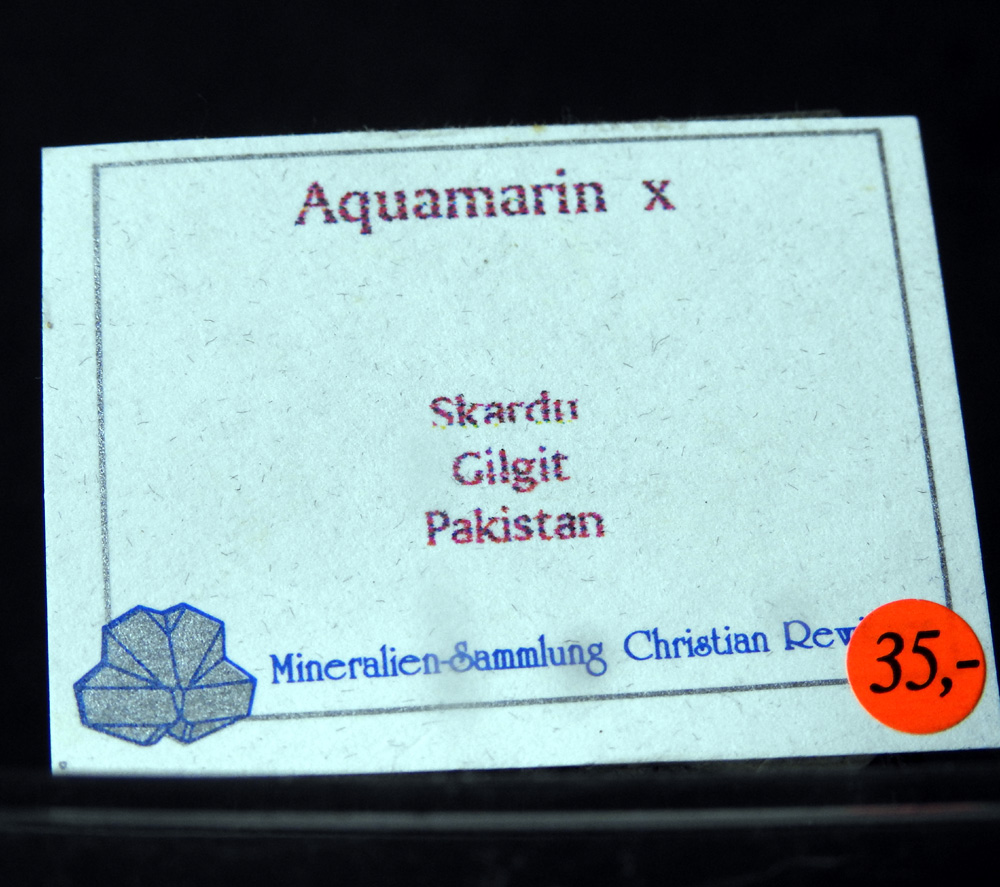 Aquamarin x
Skardu
Gilgit
Pakistan
Mineralien-Sammlung Christian
35,-